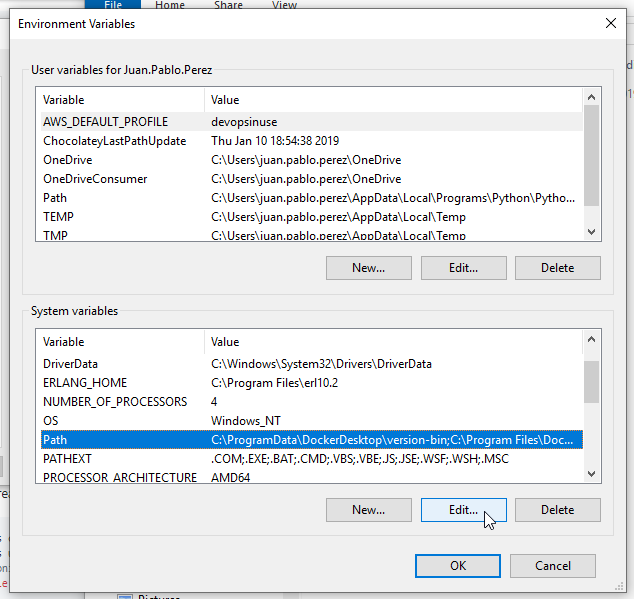 File Home Share View
Environment Variables
User variables for Juan.Pablo.Perez
Variable Value
AWS_DEFAULT_PROFILE devopsinuse
ChocolateyLastPathUpdate Thu Jan 10 18:54:38 2019
OneDrive C:\Users\juan.pablo.perez\OneDrive
OneDriveConsumer C:\Users\juan.pablo.perez\OneDrive
Path C:\Users\juan.pablo.perez\AppData\Local\Programs\Python\Pytho...
TEMP C:\Users\juan.pablo.perez\AppData\Local\Temp
TMP C:\Users\juan.pablo.perez\AppData\Local\Temp
New... Edit... Delete
System variables
Variable Value
DriverData C:\Windows\System32\Drivers\DriverData
ERLANG_HOME C:\Program Files\erl10.2
NUMBER_OF_PROCESSORS 4
OS Windows_NT
Path C:\ProgramData\DockerDesktop\version-bin;C:\Program Files\Doc...
PATHEXT .COM;.EXE;.BAT;.CMD;.VBS;.VBE;.JS;.JSE;.WSF;.WSH;.MSC
PROCESSOR_ARCHITECTURE AMD64
New... Edit... Delete
OK Cancel
Pictures